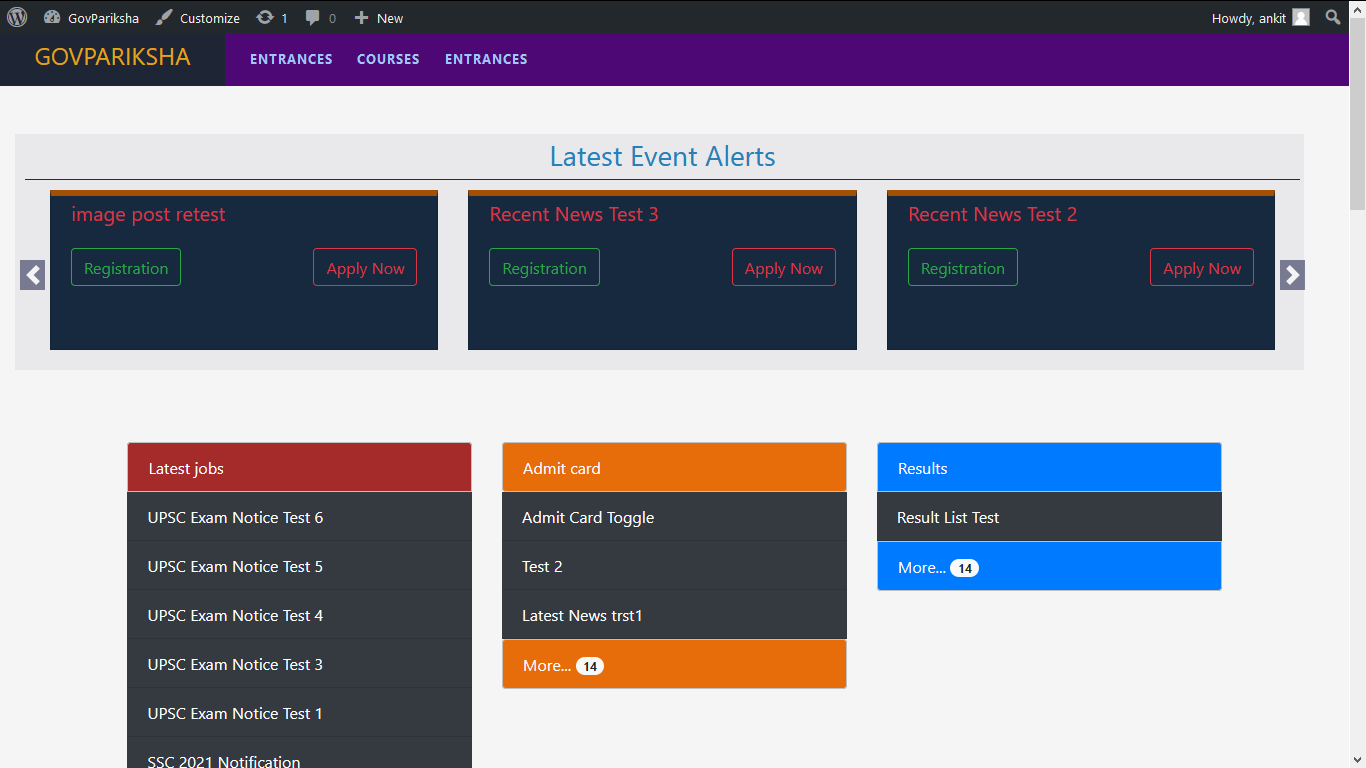 GovPariksha Customize 1 0 New Howdy, ankit
GOVPARIKSHA ENTRANCES COURSES ENTRANCES
Latest Event Alerts
image post retest
Registration Apply Now
Recent News Test 3
Registration Apply Now
Recent News Test 2
Registration Apply Now
Latest jobs
UPSC Exam Notice Test 6
UPSC Exam Notice Test 5
UPSC Exam Notice Test 4
UPSC Exam Notice Test 3
UPSC Exam Notice Test 1
SSC 2021 Notification
Admit card
Admit Card Toggle
Test 2
Latest News trst1
More... 14
Results
Result List Test
More... 14